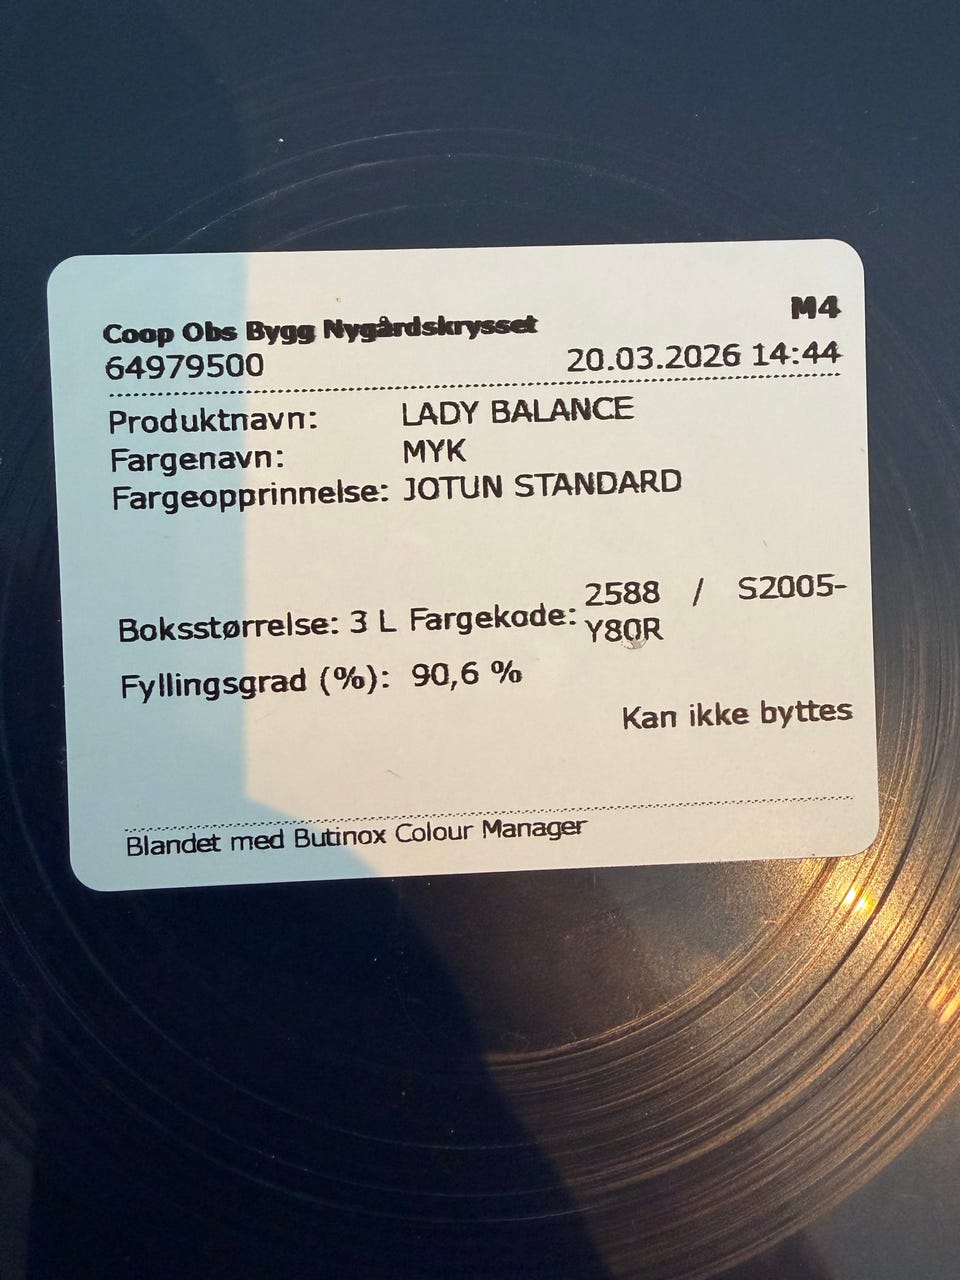 M4
Coop Obs Bygg Nygårdskrysset
64979500 20.03.2026 14:44
Produktnavn: LADY BALANCE
Fargenavn: MYK
Fargeopprinnelse: JOTUN STANDARD
Boksstørrelse: 3 L Fargekode: 2588 / S2005-
Y80R
Fyllingsgrad (%): 90,6 %
Kan ikke byttes
Blandet med Butinox Colour Manager